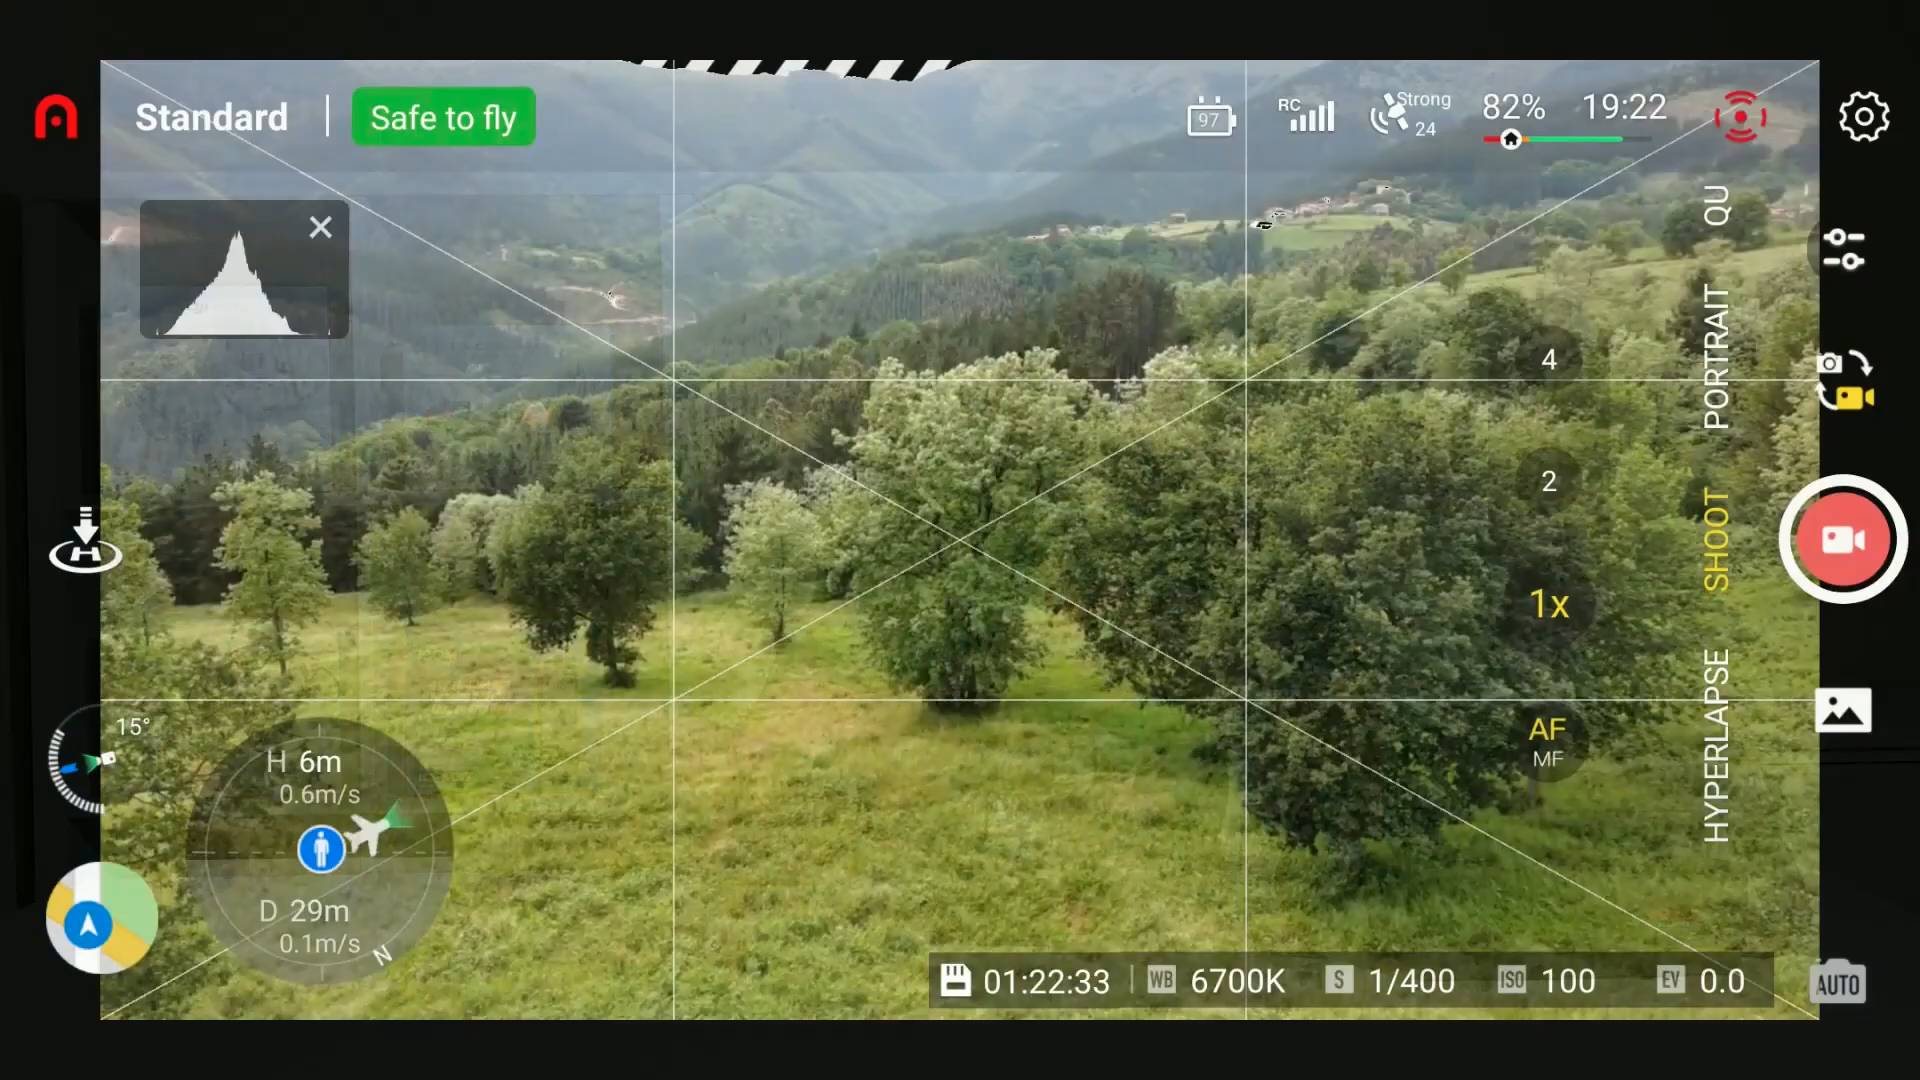 Standard
Safe to fly
97
RC
Strong
24
82%
19:22
QU
PORTRAIT
SHOOT
HYPERLAPSE
4
2
1x
AF
MF
15°
H 6m
0.6m/s
D 29m
0.1m/s
N
01:22:33
WB 6700K
S 1/400
ISO 100
EV 0.0
AUTO